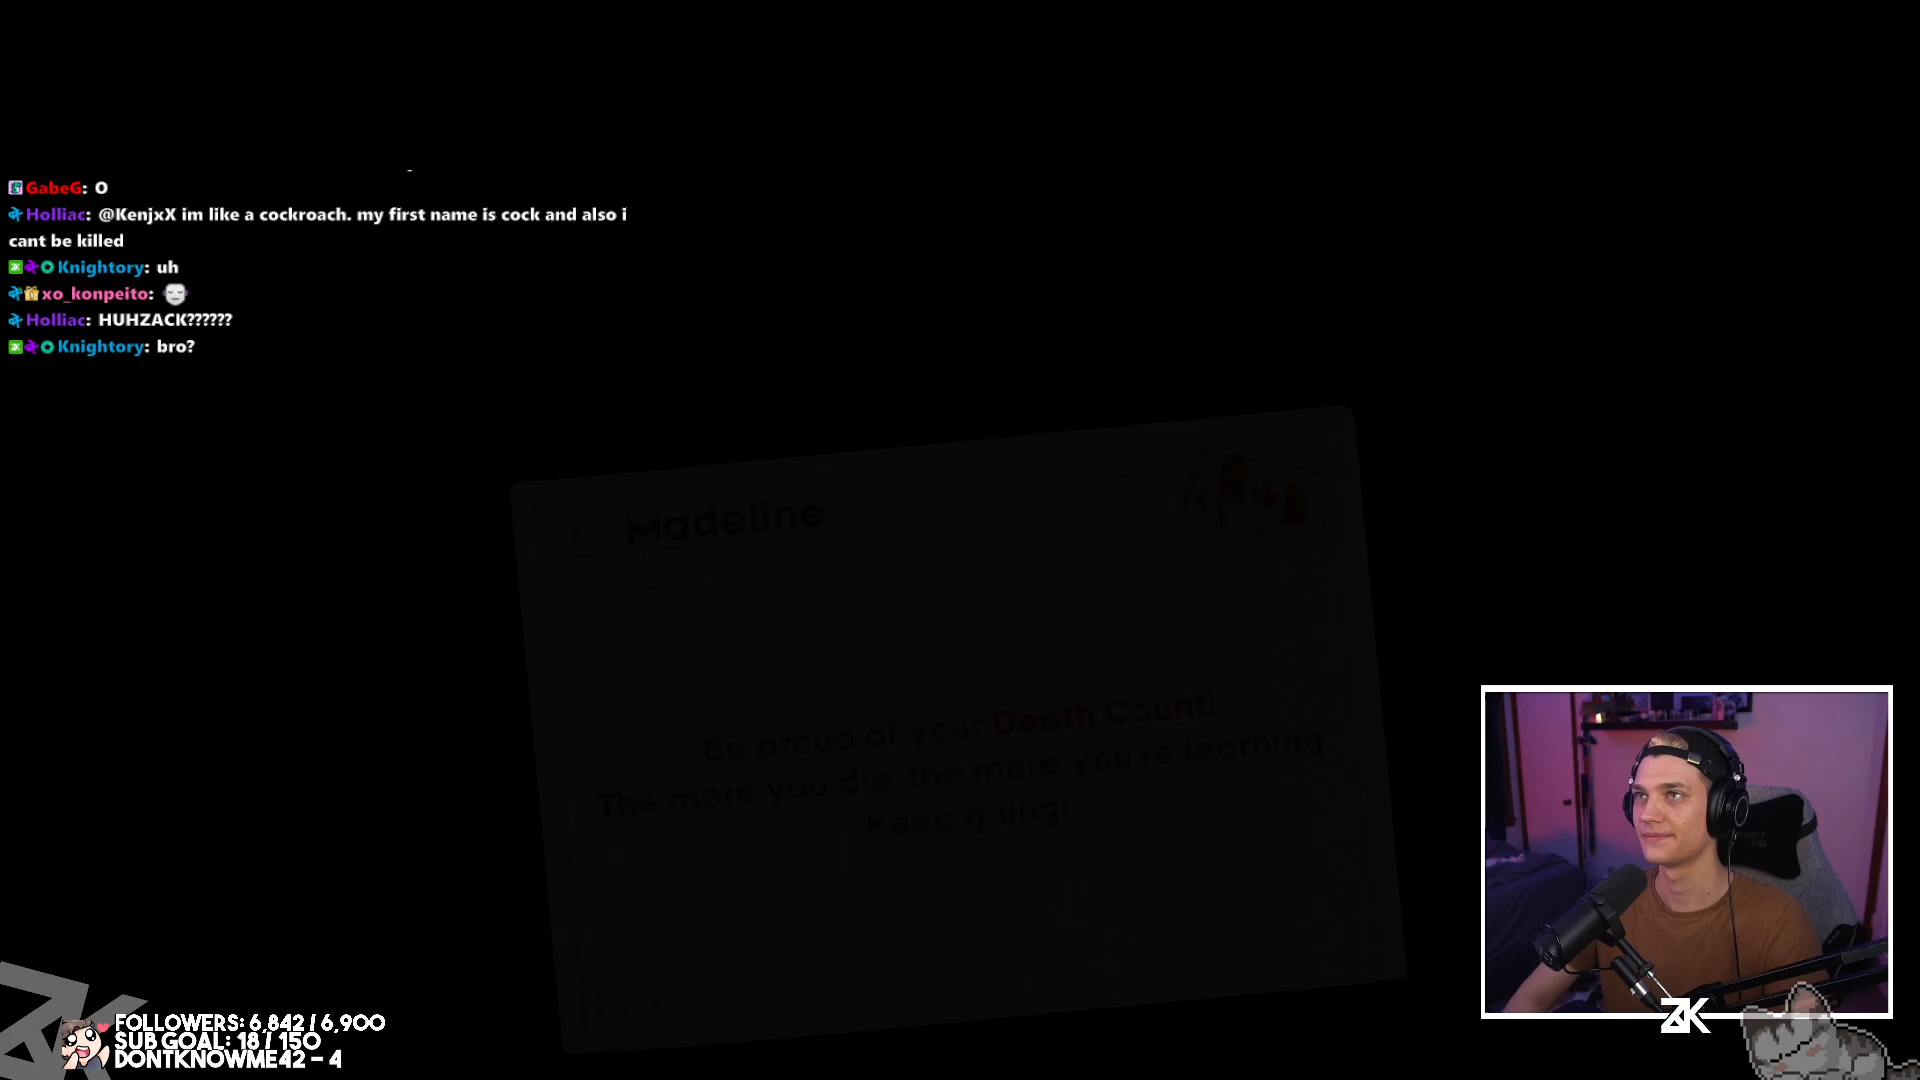 GabeG: O
Holliac: @KenjxX im like a cockroach. my first name is cock and also i
cant be killed
Knightory: uh
xo_konpeito:
Holliac: HUHZACK??????
Knightory: bro?
Madeline
Be proud of your Death Count!
The more you die, the more you're learning.
Keep going!
FOLLOWERS: 6,842 / 6,900
SUB GOAL: 18 / 150
DONTKNOWME42 - 4
ZK